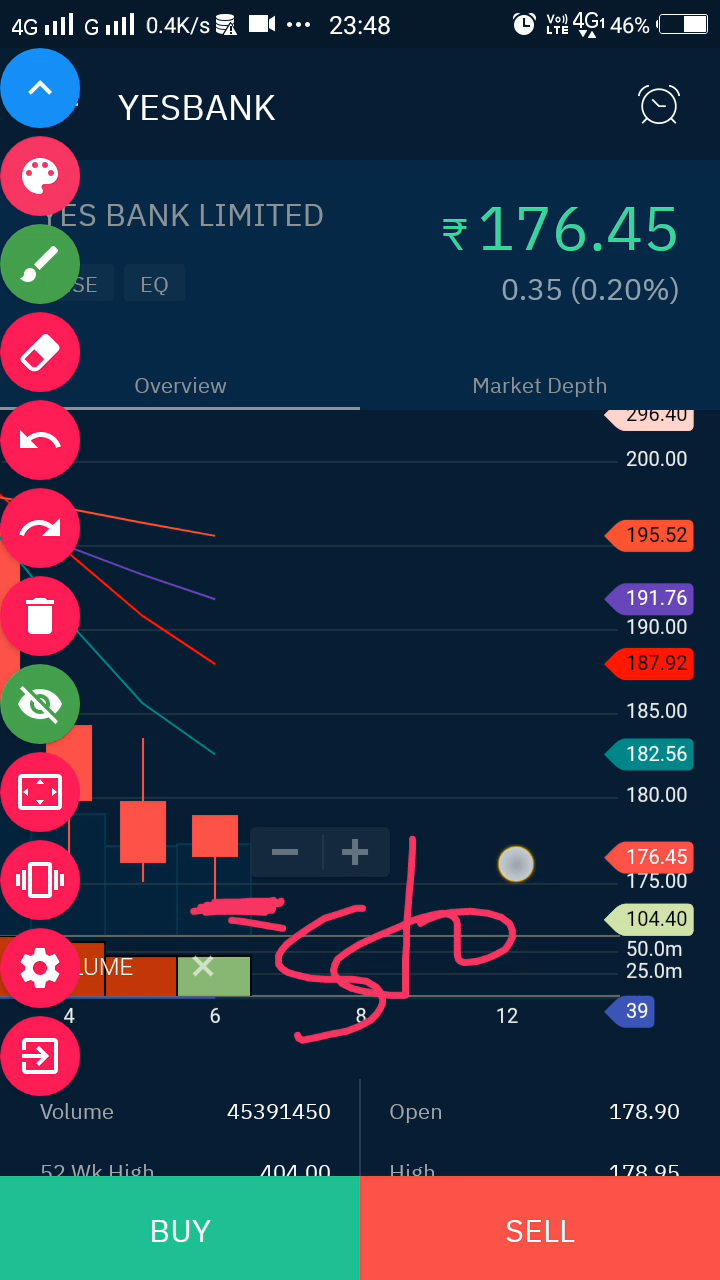 4G G 0.4K/s ... 23:48 Vo)) LTE 4G1 46%
YESBANK
YES BANK LIMITED
₹ 176.45
SE EQ
0.35 (0.20%)
Overview Market Depth
296.40
200.00
195.52
191.76
190.00
187.92
185.00
182.56
180.00
176.45
175.00
104.40
50.0m
LUME
25.0m
39
4 6 8 12
Volume 45391450 Open 178.90
52 Wk High 404.00 High 178.95
BUY SELL